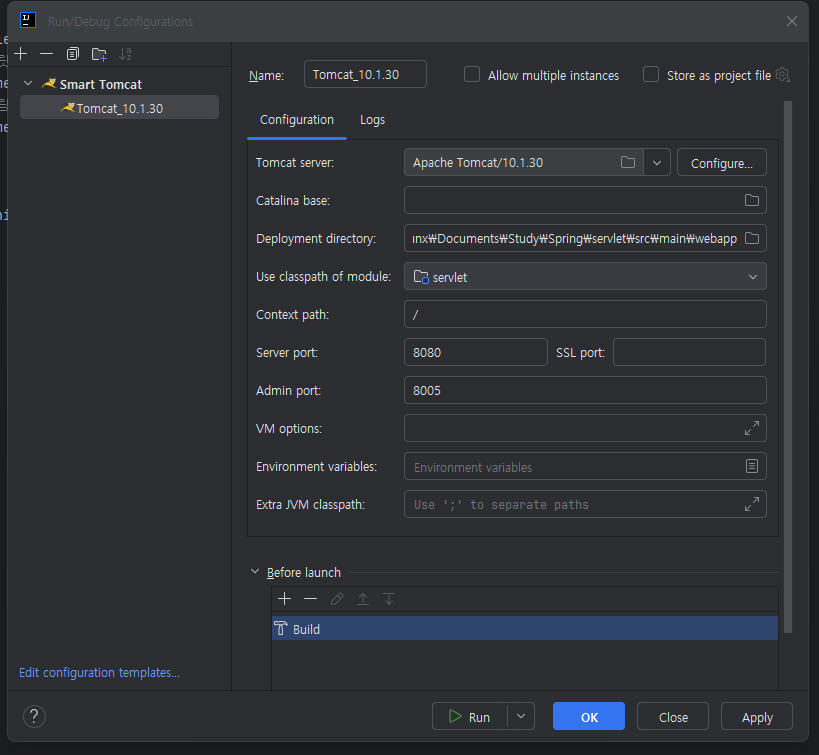 Run/Debug Configurations
Smart Tomcat
Tomcat_10.1.30
Name: Tomcat_10.1.30 Allow multiple instances Store as project file
Configuration Logs
Tomcat server: Apache Tomcat/10.1.30 Configure...
Catalina base:
Deployment directory: ₩Documents₩Study₩Spring₩servlet₩src₩main₩webapp
Use classpath of module: servlet
Context path: /
Server port: 8080 SSL port:
Admin port: 8005
VM options:
Environment variables: Environment variables
Extra JVM classpath: Use ';' to separate paths
Before launch
Build
Edit configuration templates...
? Run OK Close Apply